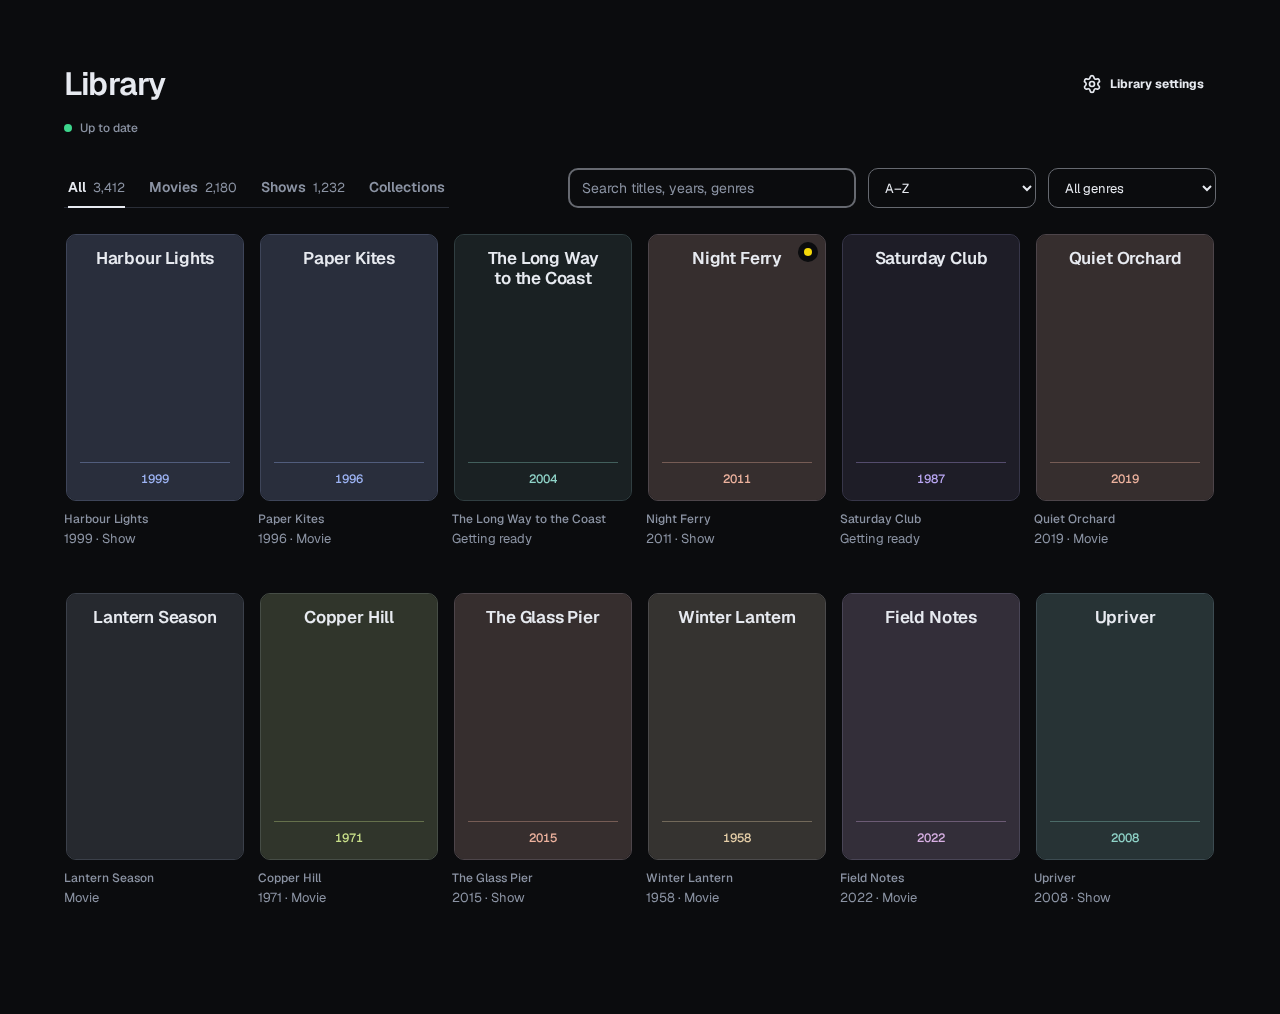 Library
Library settings
Up to date
All 3,412
Movies 2,180
Shows 1,232
Collections
Search titles, years, genres
A–Z
All genres
Harbour Lights
1999
Harbour Lights
1999 · Show
Paper Kites
1996
Paper Kites
1996 · Movie
The Long Way
to the Coast
2004
The Long Way to the Coast
Getting ready
Night Ferry
2011
Night Ferry
2011 · Show
Saturday Club
1987
Saturday Club
Getting ready
Quiet Orchard
2019
Quiet Orchard
2019 · Movie
Lantern Season
Lantern Season
Movie
Copper Hill
1971
Copper Hill
1971 · Movie
The Glass Pier
2015
The Glass Pier
2015 · Show
Winter Lantern
1958
Winter Lantern
1958 · Movie
Field Notes
2022
Field Notes
2022 · Movie
Upriver
2008
Upriver
2008 · Show